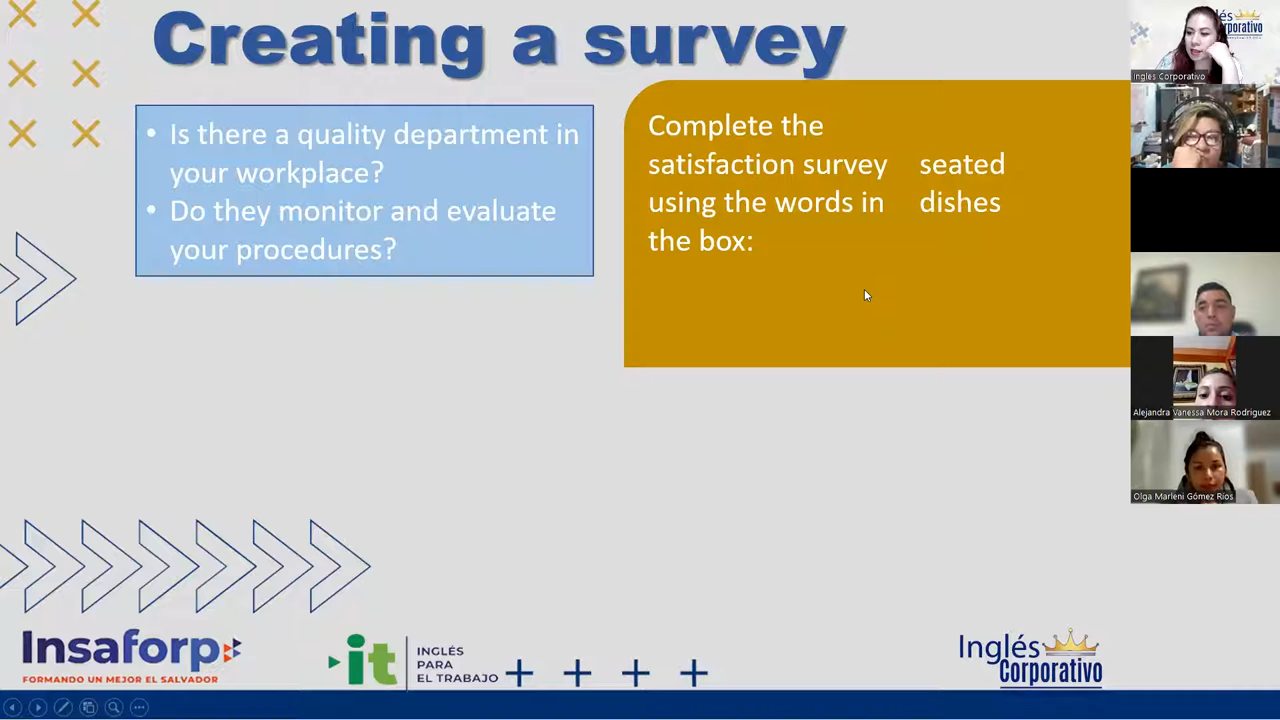 Creating a survey
• Is there a quality department in
your workplace?
• Do they monitor and evaluate
your procedures?
Complete the
satisfaction survey
using the words in
the box:
seated
dishes
Ingles Corporativo
Alejandra Vanessa Mora Rodriguez
Olga Marleni Gómez Ríos
Insaforp
FORMANDO UN MEJOR EL SALVADOR
it
INGLÉS
PARA
EL TRABAJO
Inglés
Corporativo